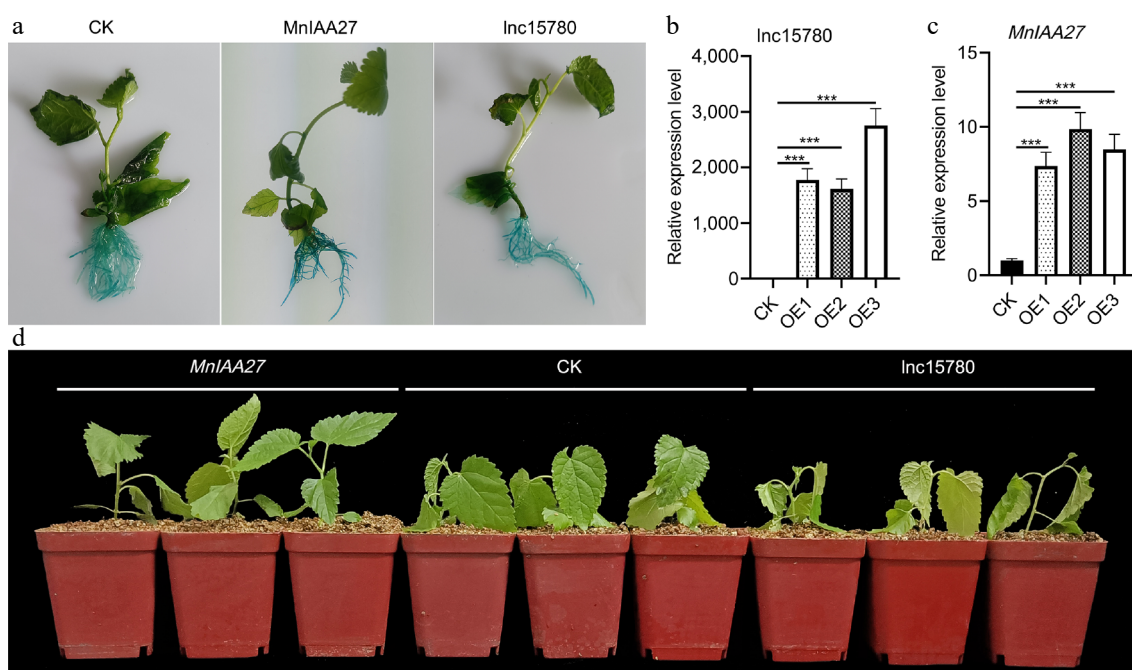 a
CK
MnIAA27
lnc15780
b
lnc15780
Relative expression level
4,000
3,000
2,000
1,000
0
***
***
***
CK
OE1
OE2
OE3
c
MnIAA27
Relative expression level
15
10
5
0
***
***
***
CK
OE1
OE2
OE3
d
MnIAA27
CK
lnc15780